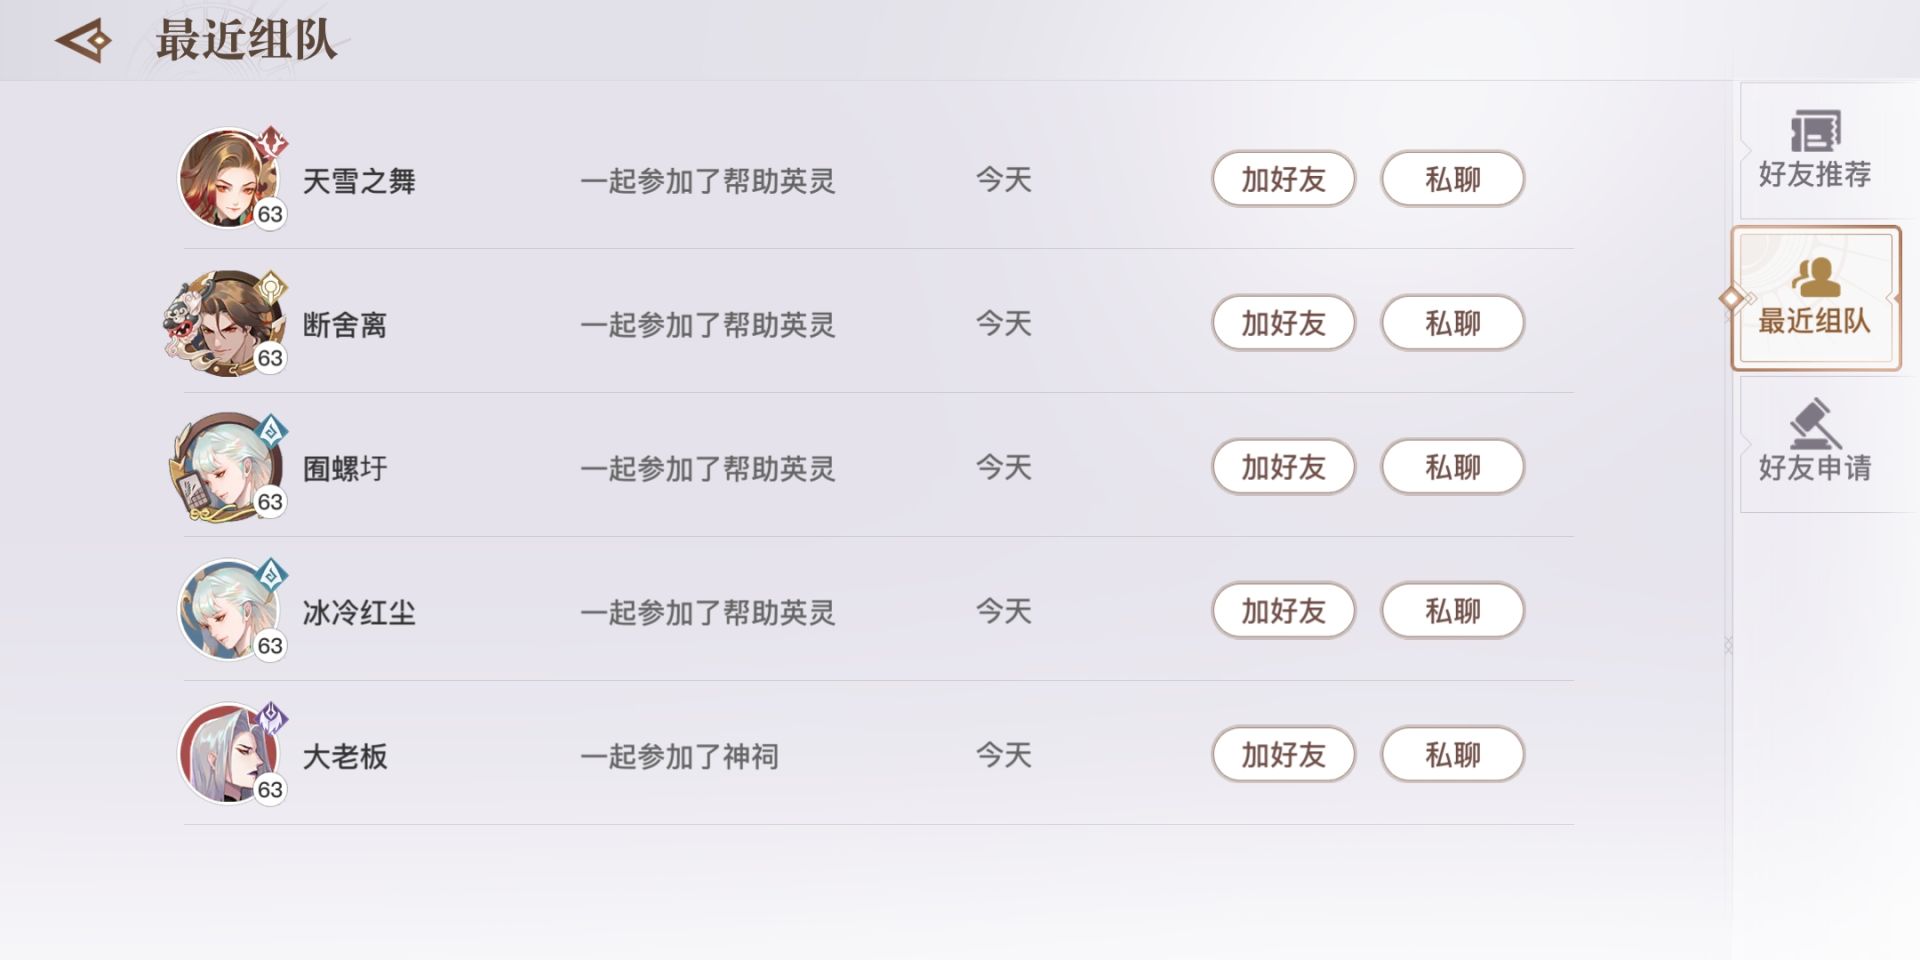 最近组队
天雪之舞 一起参加了帮助英灵 今天 加好友 私聊
63
断舍离 一起参加了帮助英灵 今天 加好友 私聊
63
囿螺圩 一起参加了帮助英灵 今天 加好友 私聊
63
冰冷红尘 一起参加了帮助英灵 今天 加好友 私聊
63
大老板 一起参加了神祠 今天 加好友 私聊
63
好友推荐
最近组队
好友申请